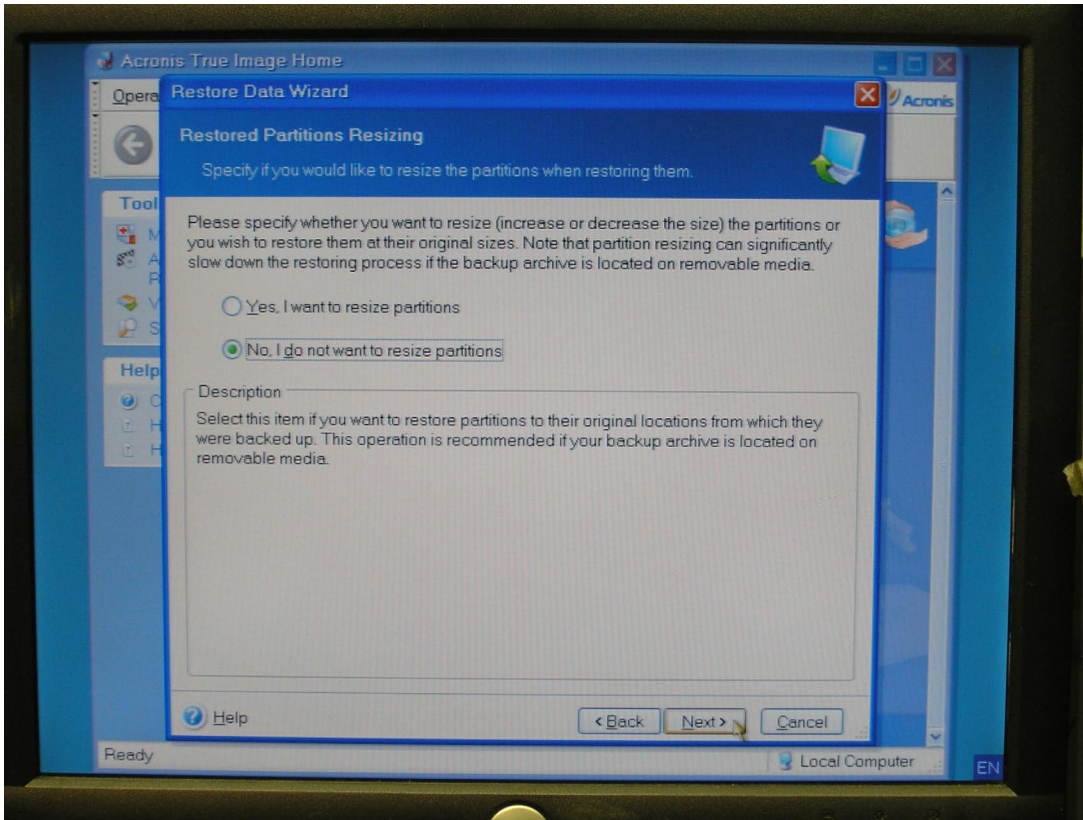 Acronis True Image Home
Opera
Acronis
Restore Data Wizard
Restored Partitions Resizing
Specify if you would like to resize the partitions when restoring them.
Tool
M
A
R
V
S
Help
C
H
H
Please specify whether you want to resize (increase or decrease the size) the partitions or
you wish to restore them at their original sizes. Note that partition resizing can significantly
slow down the restoring process if the backup archive is located on removable media.
Yes, I want to resize partitions
No, I do not want to resize partitions
Description
Select this item if you want to restore partitions to their original locations from which they
were backed up. This operation is recommended if your backup archive is located on
removable media.
Help
< Back
Next >
Cancel
Ready
Local Computer
EN